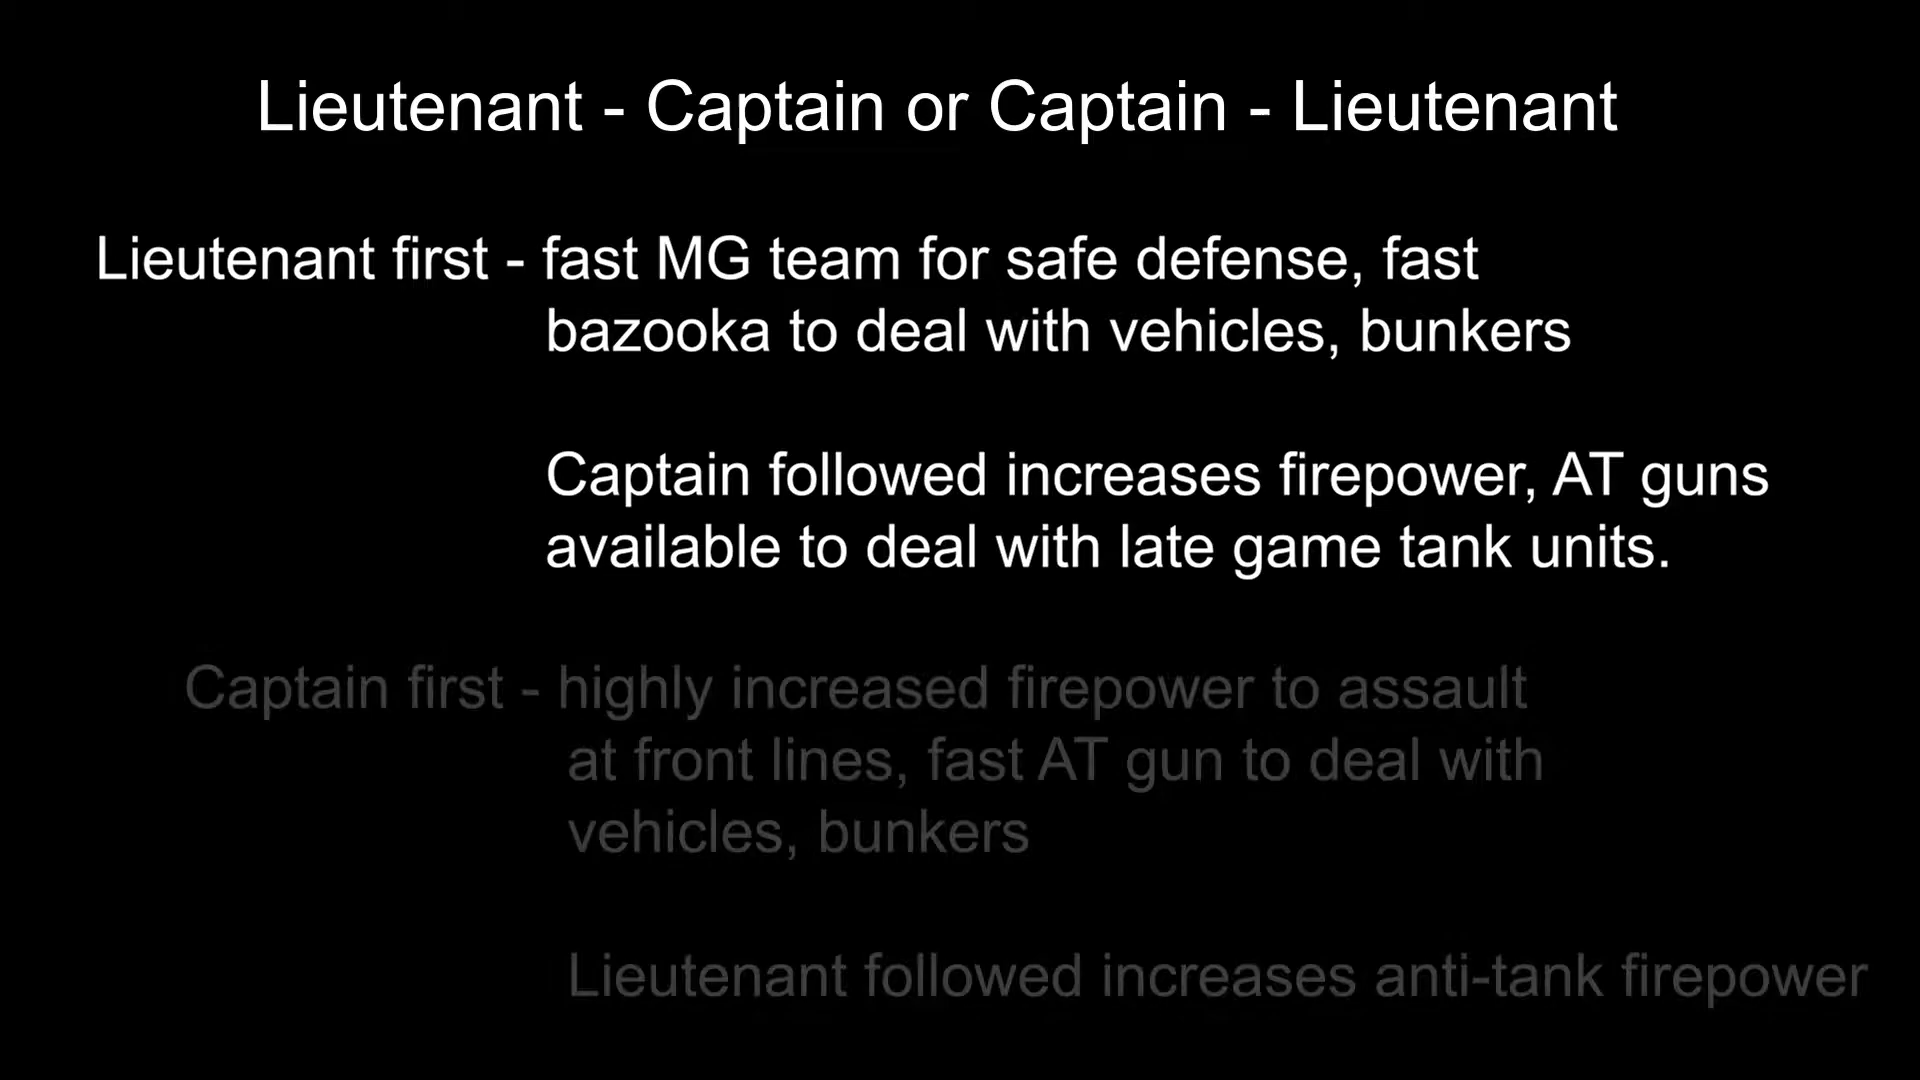 Lieutenant - Captain or Captain - Lieutenant
Lieutenant first - fast MG team for safe defense, fast
bazooka to deal with vehicles, bunkers
Captain followed increases firepower, AT guns
available to deal with late game tank units.
Captain first - highly increased firepower to assault
at front lines, fast AT gun to deal with
vehicles, bunkers
Lieutenant followed increases anti-tank firepower